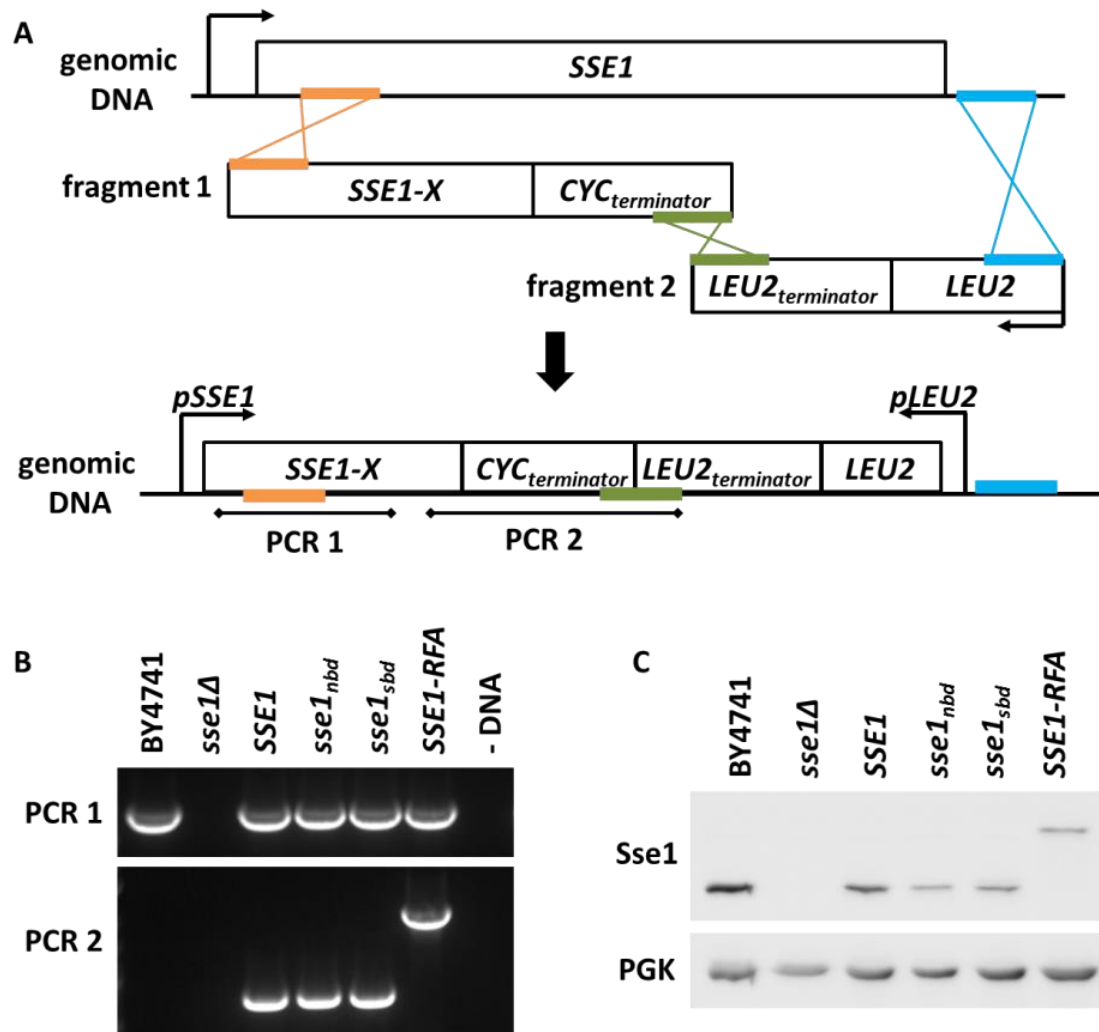 A
genomic
DNA
SSE1
fragment 1
SSE1-X
CYCterminator
fragment 2
LEU2terminator
LEU2
pSSE1
pLEU2
genomic
DNA
SSE1-X
CYCterminator
LEU2terminator
LEU2
PCR 1
PCR 2
B
BY4741
sse1Δ
SSE1
sse1nbd
sse1sbd
SSE1-RFA
- DNA
PCR 1
PCR 2
C
BY4741
sse1Δ
SSE1
sse1nbd
sse1sbd
SSE1-RFA
Sse1
PGK